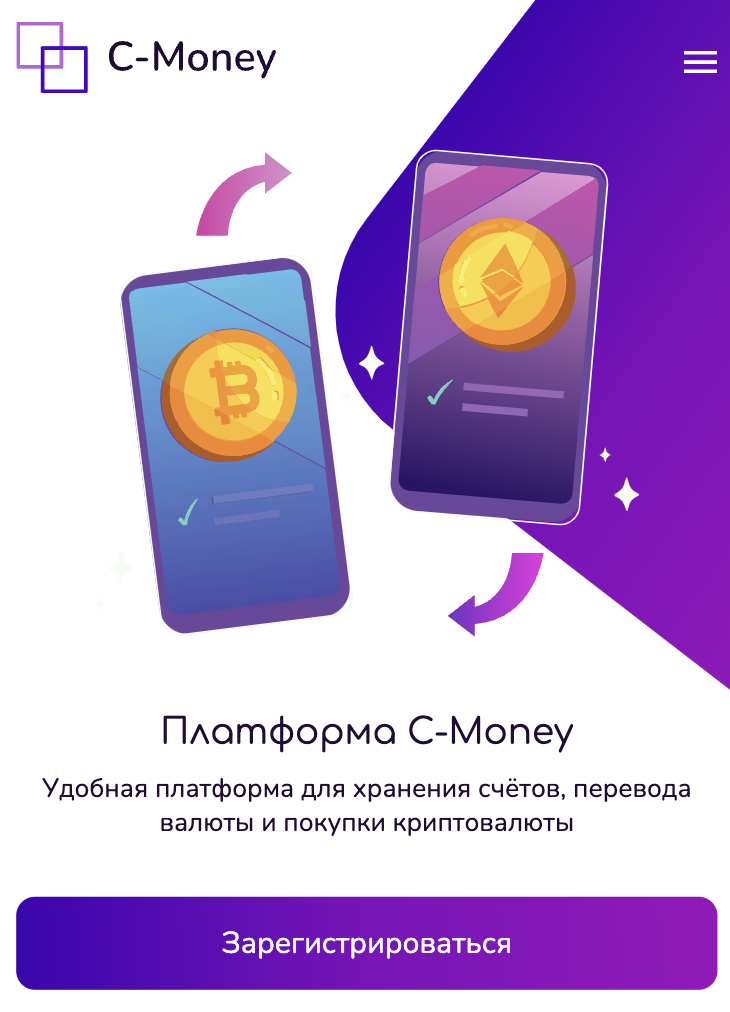 C-Money
Платформа C-Money
Удобная платформа для хранения счётов, перевода
валюты и покупки криптовалюты
Зарегистрироваться